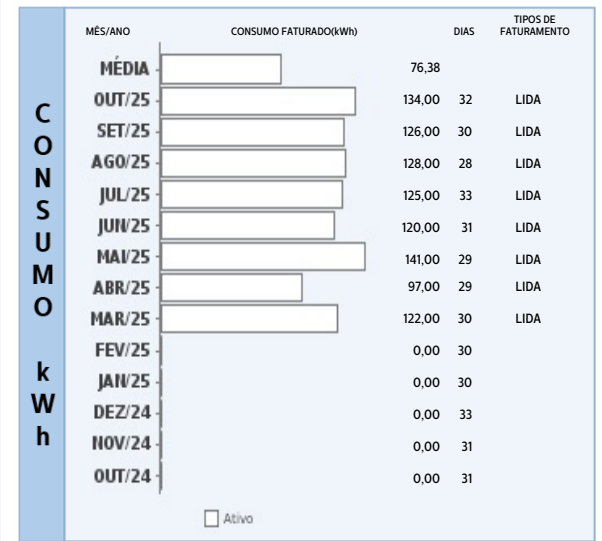 MÊS/ANO CONSUMO FATURADO(kWh) DIAS TIPOS DE FATURAMENTO
MÉDIA 76,38
OUT/25 134,00 32 LIDA
SET/25 126,00 30 LIDA
AGO/25 128,00 28 LIDA
JUL/25 125,00 33 LIDA
JUN/25 120,00 31 LIDA
MAI/25 141,00 29 LIDA
ABR/25 97,00 29 LIDA
MAR/25 122,00 30 LIDA
FEV/25 0,00 30
JAN/25 0,00 30
DEZ/24 0,00 33
NOV/24 0,00 31
OUT/24 0,00 31
Ativo
CONSUMO kWh